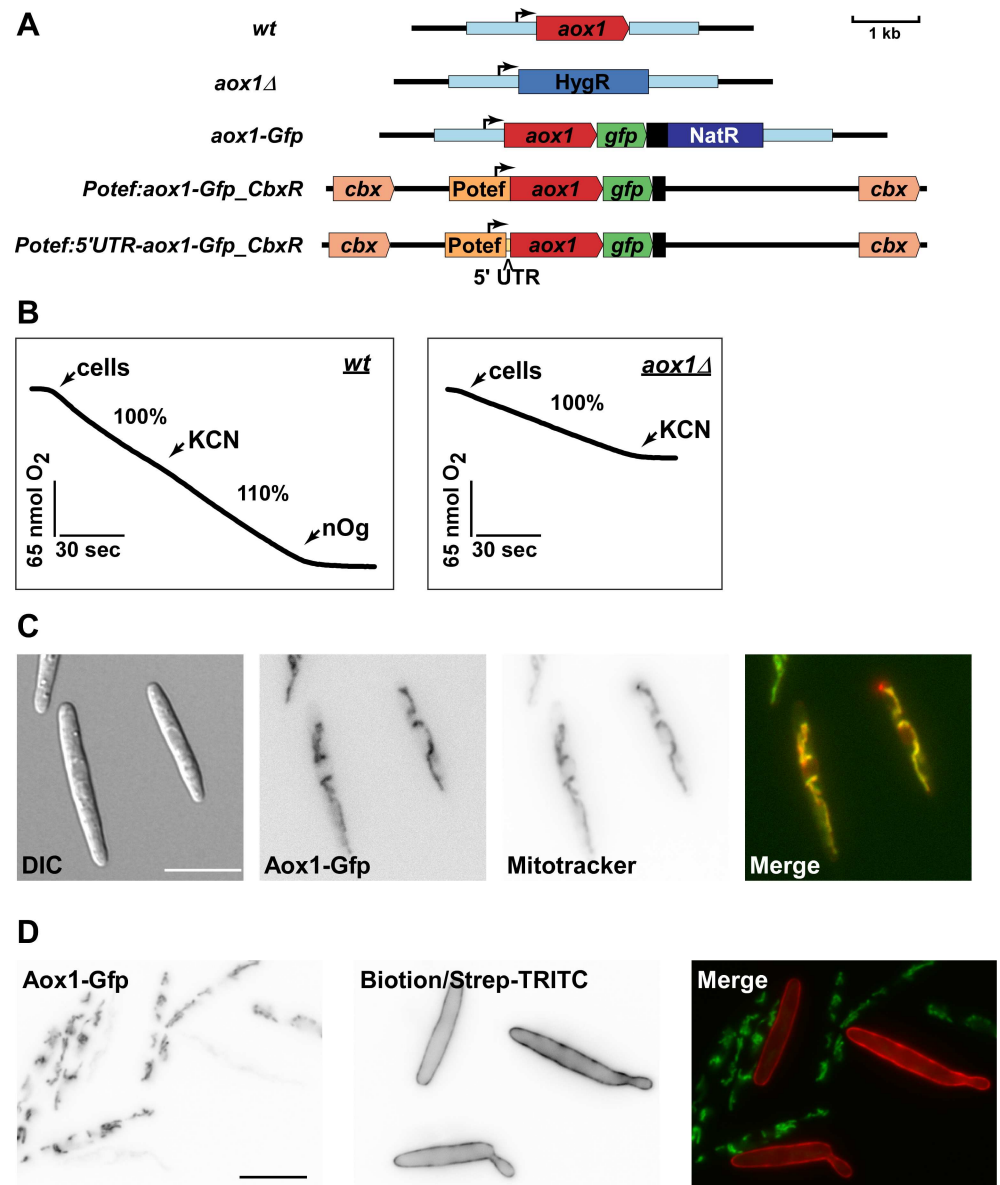 A
wt
aox1
1 kb
aox1Δ
HygR
aox1-Gfp
aox1
gfp
NatR
Potef:aox1-Gfp_CbxR
cbx
Potef
aox1
gfp
cbx
Potef:5'UTR-aox1-Gfp_CbxR
cbx
Potef
aox1
gfp
cbx
5' UTR
B
wt
cells
100%
KCN
110%
nOg
65 nmol O2
30 sec
aox1Δ
cells
100%
KCN
65 nmol O2
30 sec
C
DIC
Aox1-Gfp
Mitotracker
Merge
D
Aox1-Gfp
Biotion/Strep-TRITC
Merge